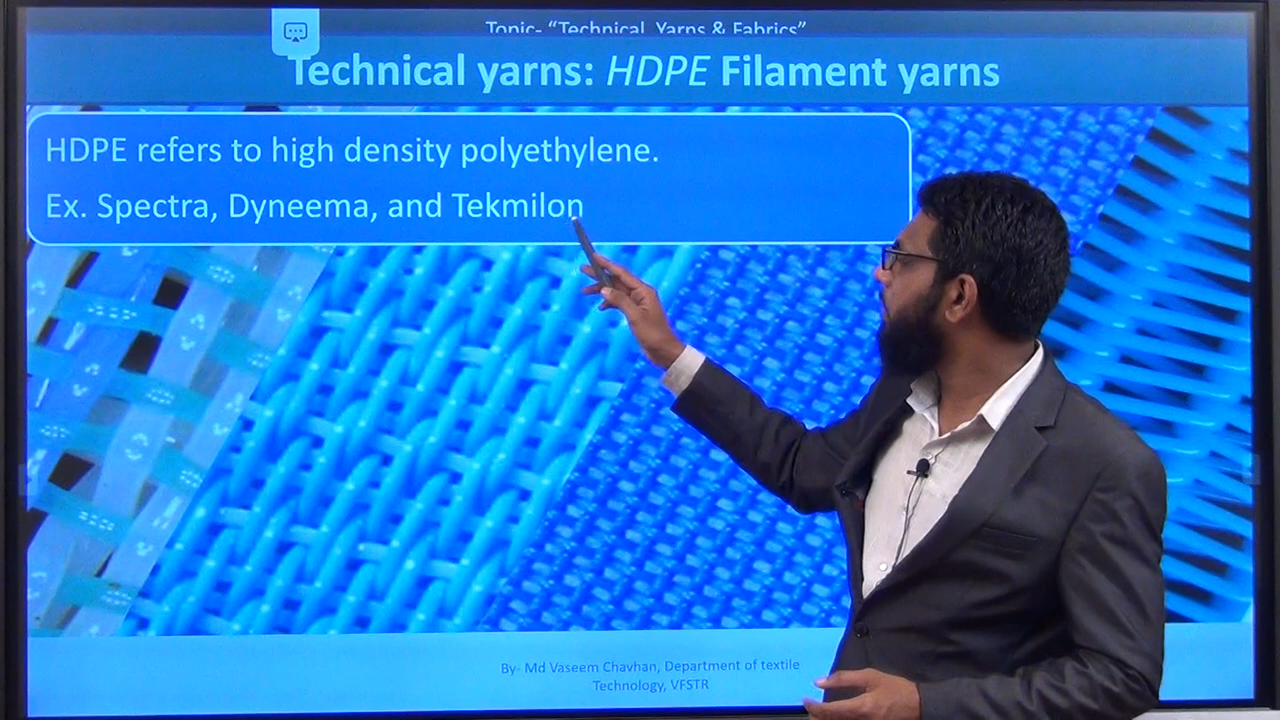 Topic- “Technical Yarns & Fabrics”
Technical yarns: HDPE Filament yarns
HDPE refers to high density polyethylene.
Ex. Spectra, Dyneema, and Tekmilon
By- Md Vaseem Chavhan, Department of textile
Technology, VFSTR